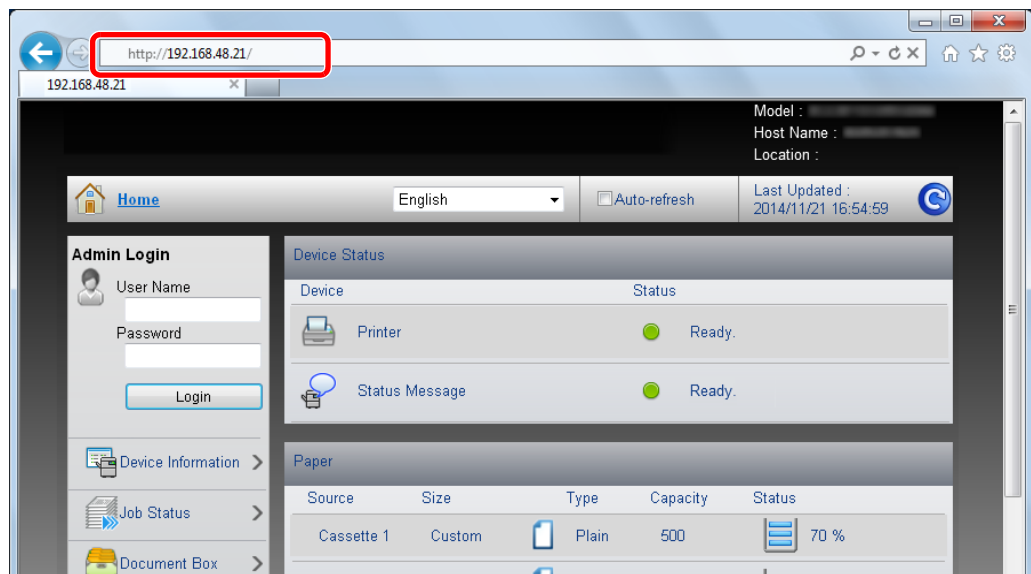 http://192.168.48.21/
192.168.48.21
Model :
Host Name :
Location :
Home
English
Auto-refresh
Last Updated :
2014/11/21 16:54:59
Admin Login
User Name
Password
Login
Device Information
Job Status
Document Box
Device Status
Device Status
Printer Ready.
Status Message Ready.
Paper
Source Size Type Capacity Status
Cassette 1 Custom Plain 500 70 %